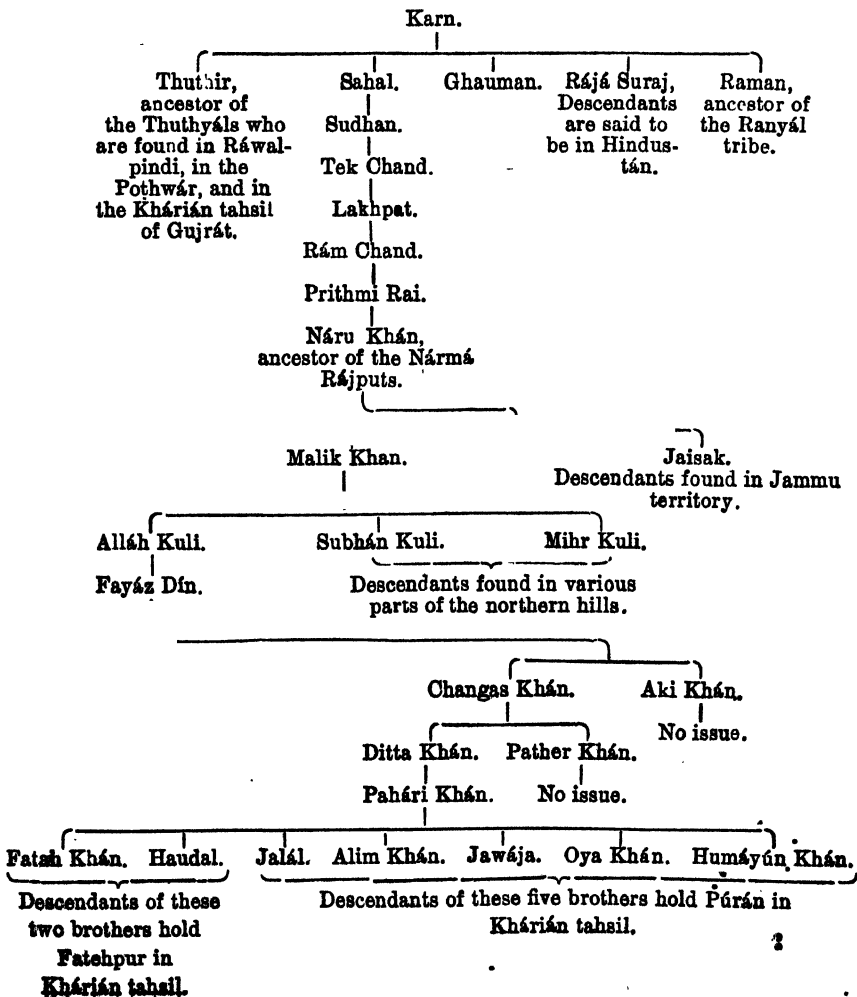 Karn.
Thuthir,
ancestor of
the Thuthyáls who
are found in Ráwal-
pindi, in the
Poṭhwár, and in
the Khárián tahsil
of Gujrát.
Sahal.
Sudhan.
Tek Chand.
Lakhpat.
Rám Chand.
Prithmi Rai.
Náru Khán,
ancestor of the Nármá
Rájputs.
Ghauman.
Rájá Suraj,
Descendants
are said to
be in Hindus-
tán.
Raman,
ancestor of
the Ranyál
tribe.
Malik Khan.
Jaisak.
Descendants found in Jammu
territory.
Alláh Kuli. Subhán Kuli. Mihr Kuli.
Fayáz Dín.
Descendants found in various
parts of the northern hills.
Changas Khán. Aki Khán.
No issue.
Ditta Khán. Pather Khán.
Pahári Khán. No issue.
Fatah Khán. Haudal. Jalál. Alim Khán. Jawája. Oya Khán. Humáyún Khán.
Descendants of these
two brothers hold
Fatehpur in
Khárián tahsil.
Descendants of these five brothers hold Púrán in
Khárián tahsil.